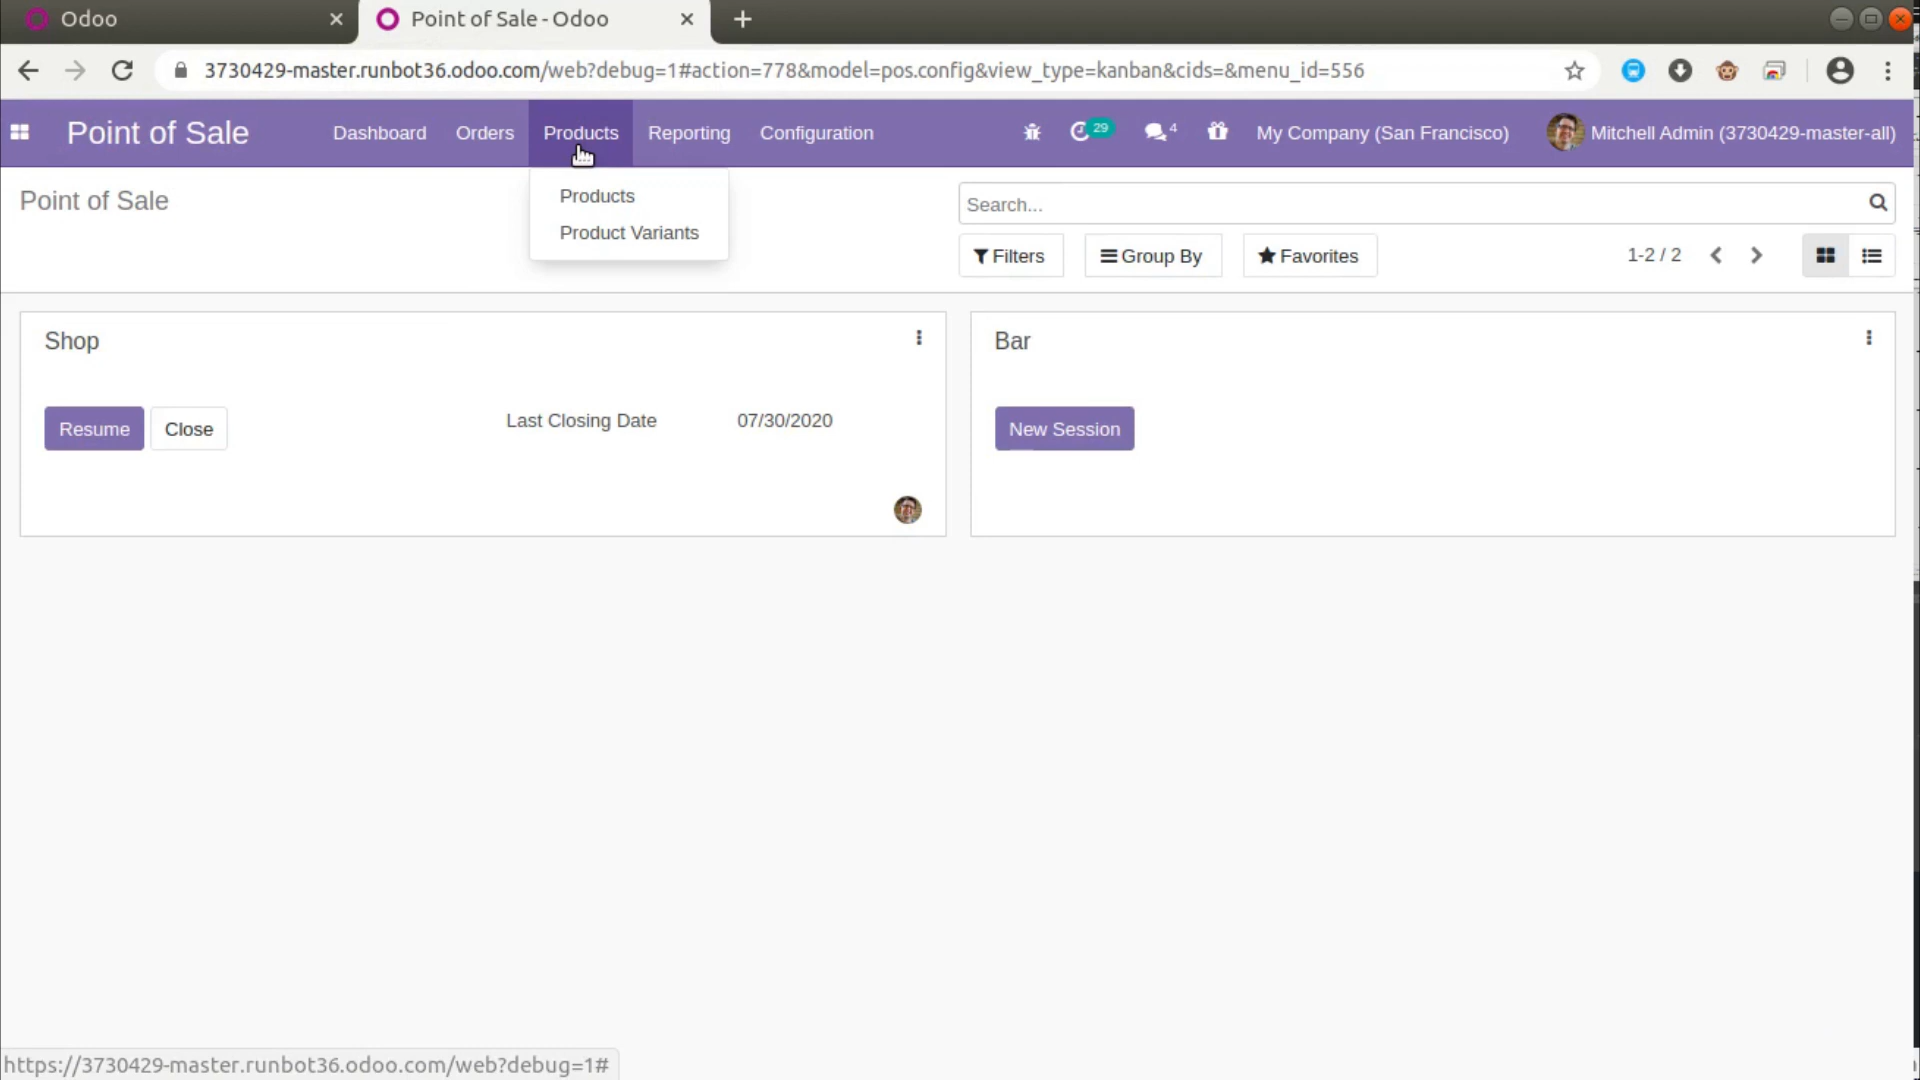 Odoo
Point of Sale - Odoo
3730429-master.runbot36.odoo.com/web?debug=1#action=778&model=pos.config&view_type=kanban&cids=&menu_id=556
Point of Sale
Dashboard
Orders
Products
Reporting
Configuration
29
4
My Company (San Francisco)
Mitchell Admin (3730429-master-all)
Products
Product Variants
Point of Sale
Search...
Filters
Group By
Favorites
1-2 / 2
Shop
Resume
Close
Last Closing Date
07/30/2020
Bar
New Session
https://3730429-master.runbot36.odoo.com/web?debug=1#